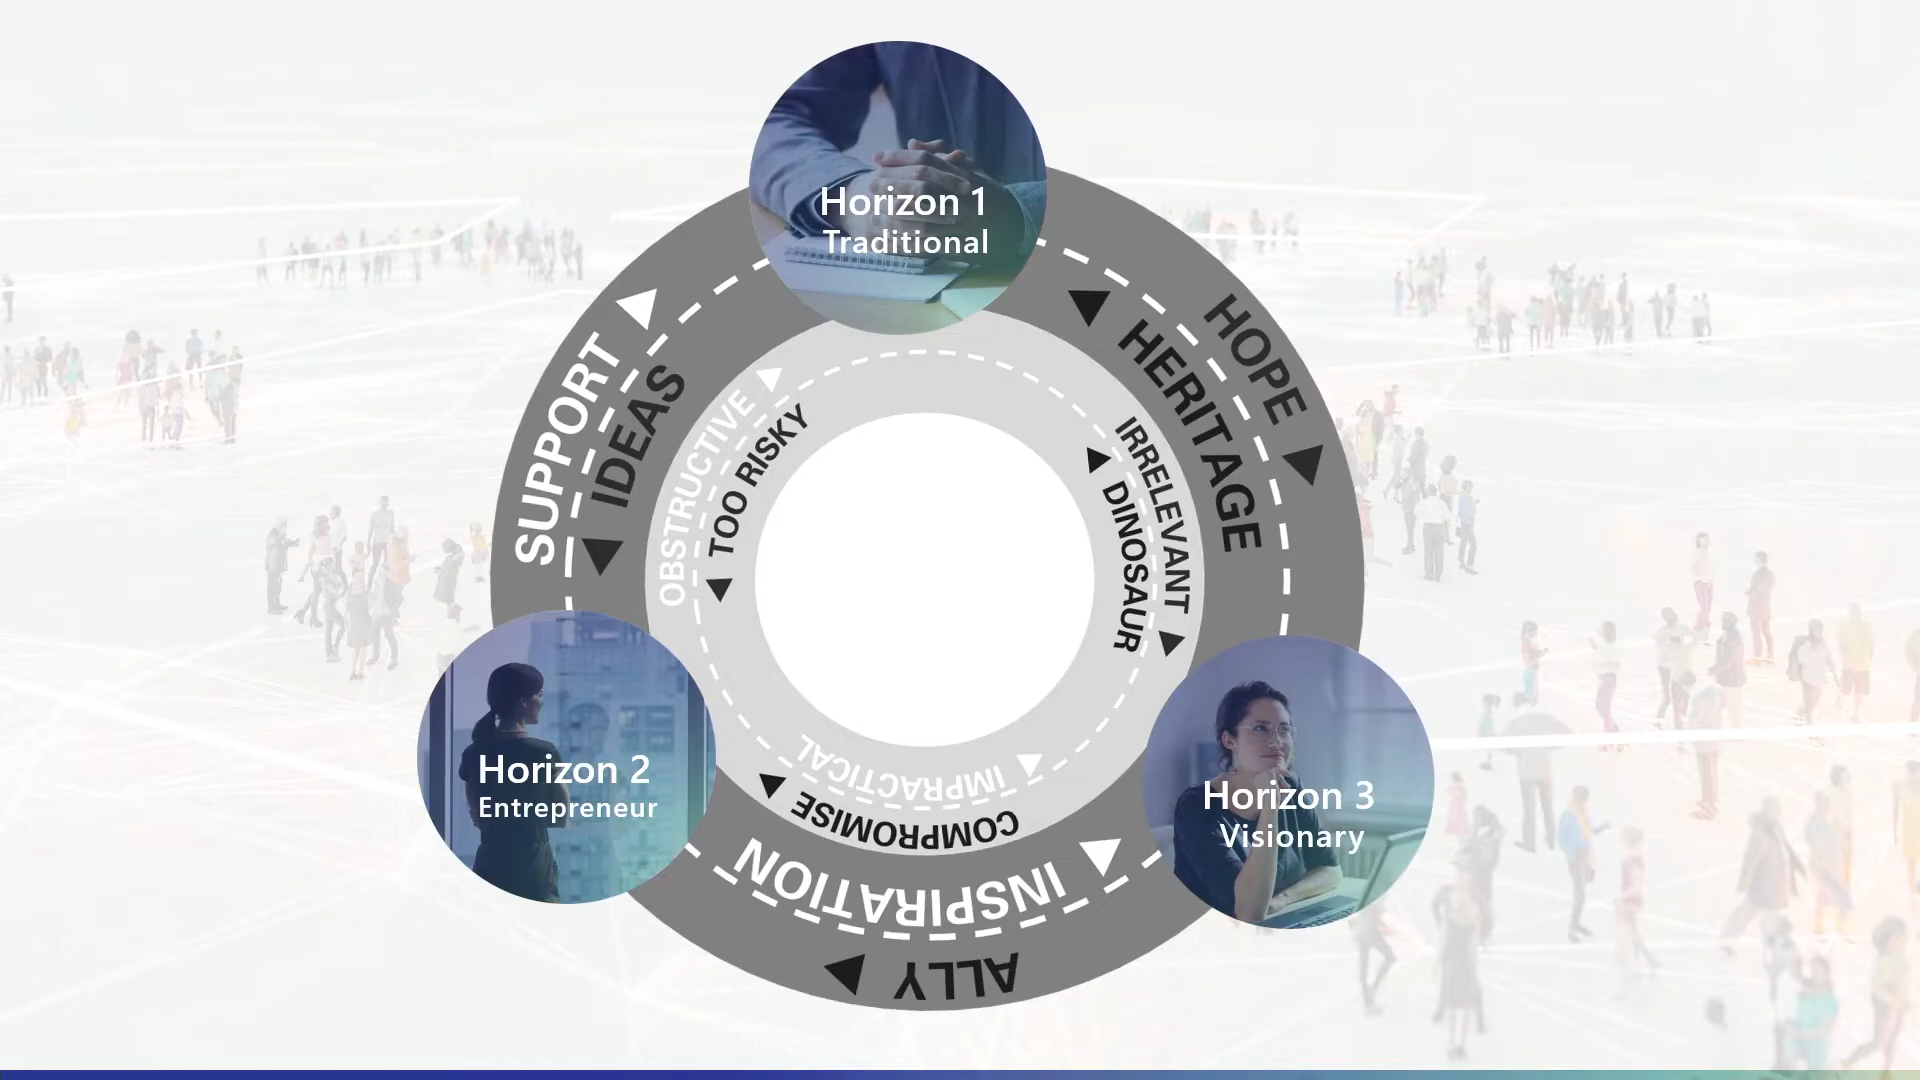 Horizon 1
Traditional
SUPPORT
IDEAS
OBSTRUCTIVE
TOO RISKY
HOPE
HERITAGE
IRRELEVANT
DINOSAUR
Horizon 2
Entrepreneur
Horizon 3
Visionary
IMPRACTICAL
COMPROMISE
INSPIRATION
ALLY